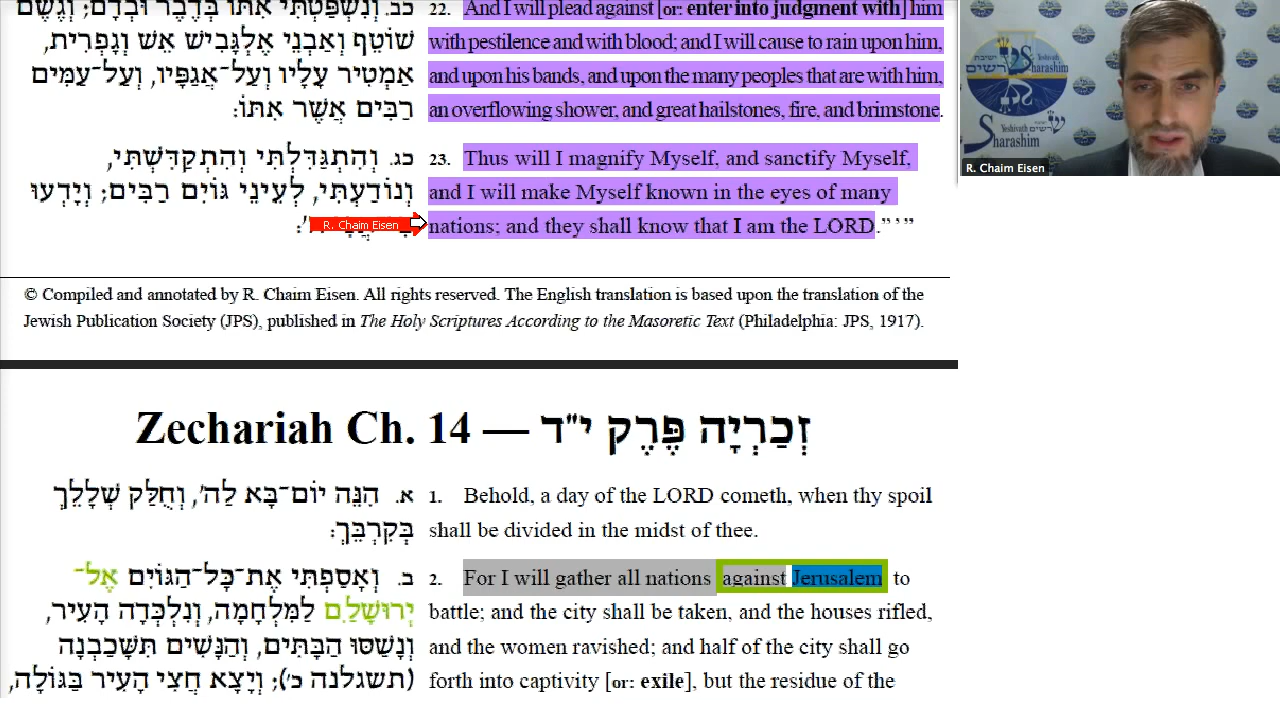 22. And I will plead against [or: enter into judgment with] him
with pestilence and with blood; and I will cause to rain upon him,
and upon his bands, and upon the many peoples that are with him,
an overflowing shower, and great hailstones, fire, and brimstone.
כב. וְנִשְׁפַּטְתִּי אִתּוֹ בְּדֶבֶר וּבְדָם; וְגֶשֶׁם
שׁוֹטֵף וְאַבְנֵי אֶלְגָּבִישׁ אֵשׁ וְגָפְרִית,
אַמְטִיר עָלָיו וְעַל־אֲגַפָּיו, וְעַל־עַמִּים
רַבִּים אֲשֶׁר אִתּוֹ:
23. Thus will I magnify Myself, and sanctify Myself,
and I will make Myself known in the eyes of many
nations; and they shall know that I am the LORD.”’”
כג. וְהִתְגַּדִּלְתִּי וְהִתְקַדִּשְׁתִּי,
וְנוֹדַעְתִּי, לְעֵינֵי גּוֹיִם רַבִּים; וְיָדְעוּ
R. Chaim Eisen
© Compiled and annotated by R. Chaim Eisen. All rights reserved. The English translation is based upon the translation of the
Jewish Publication Society (JPS), published in The Holy Scriptures According to the Masoretic Text (Philadelphia: JPS, 1917).
Zechariah Ch. 14 — זְכַרְיָה פֶּרֶק י״ד
1. Behold, a day of the LORD cometh, when thy spoil
shall be divided in the midst of thee.
א. הִנֵּה יוֹם־בָּא לַה׳, וְחֻלַּק שְׁלָלֵךְ
בְּקִרְבֵּךְ:
2. For I will gather all nations against Jerusalem to
battle; and the city shall be taken, and the houses rifled,
and the women ravished; and half of the city shall go
forth into captivity [or: exile], but the residue of the
ב. וְאָסַפְתִּי אֶת־כָּל־הַגּוֹיִם אֶל־
יְרוּשָׁלַ‍ִם לַמִּלְחָמָה, וְנִלְכְּדָה הָעִיר,
וְנָשַׁסּוּ הַבָּתִּים, וְהַנָּשִׁים תִּשָּׁכַבְנָה
(תשגלנה כ׳); וְיָצָא חֲצִי הָעִיר בַּגּוֹלָה,
ישיבת
שרשים
Yeshivath
Sharashim
R. Chaim Eisen